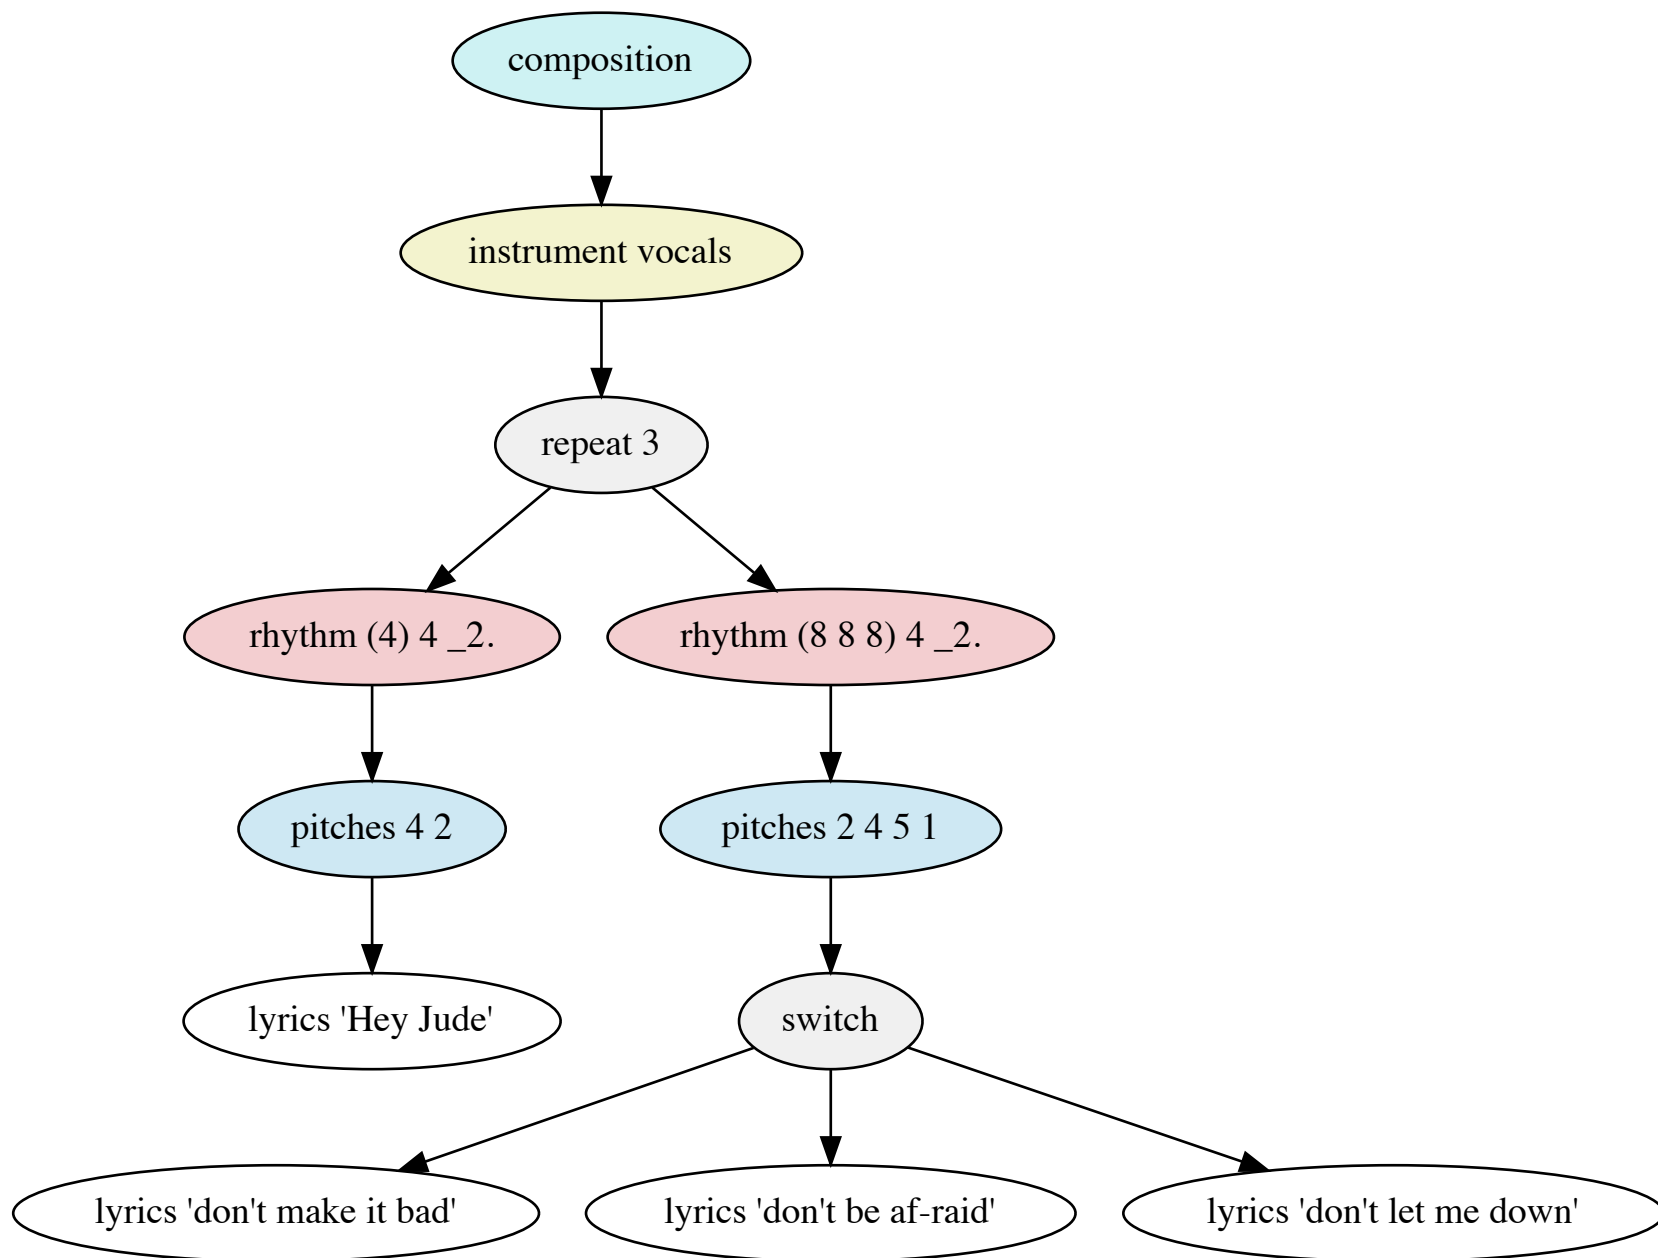 composition
instrument vocals
repeat 3
rhythm (4) 4 _2.
rhythm (8 8 8) 4 _2.
pitches 4 2
pitches 2 4 5 1
lyrics 'Hey Jude'
switch
lyrics 'don't make it bad'
lyrics 'don't be af-raid'
lyrics 'don't let me down'